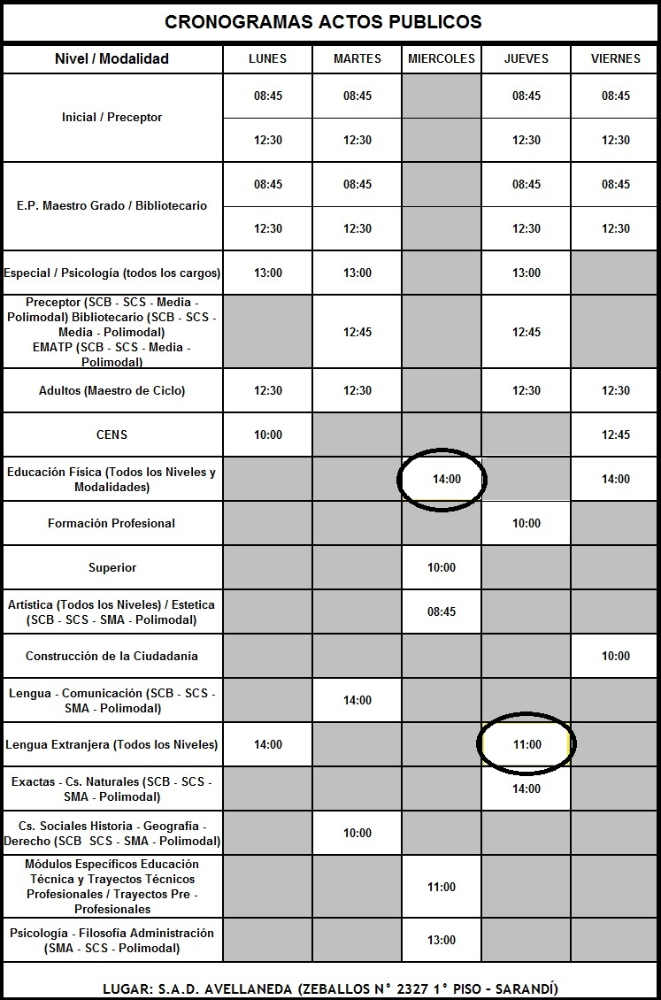 CRONOGRAMAS ACTOS PUBLICOS
Nivel / Modalidad LUNES MARTES MIERCOLES JUEVES VIERNES
Inicial / Preceptor
08:45 08:45 08:45 08:45
12:30 12:30 12:30 12:30
E.P. Maestro Grado / Bibliotecario
08:45 08:45 08:45 08:45
12:30 12:30 12:30 12:30
Especial / Psicología (todos los cargos) 13:00 13:00 13:00
Preceptor (SCB - SCS - Media -
Polimodal) Bibliotecario (SCB - SCS -
Media - Polimodal)
EMATP (SCB - SCS - Media -
Polimodal)
12:45 12:45
Adultos (Maestro de Ciclo) 12:30 12:30 12:30 12:30
CENS 10:00 12:45
Educación Física (Todos los Niveles y
Modalidades)
14:00 14:00
Formación Profesional 10:00
Superior 10:00
Artística (Todos los Niveles) / Estetica
(SCB - SCS - SMA - Polimodal)
08:45
Construcción de la Ciudadanía 10:00
Lengua - Comunicación (SCB - SCS -
SMA - Polimodal)
14:00
Lengua Extranjera (Todos los Niveles) 14:00 11:00
Exactas - Cs. Naturales (SCB - SCS -
SMA - Polimodal)
14:00
Cs. Sociales Historia - Geografía -
Derecho (SCB SCS - SMA - Polimodal)
10:00
Módulos Específicos Educación
Técnica y Trayectos Técnicos
Profesionales / Trayectos Pre -
Profesionales
11:00
Psicología - Filosofía Administración
(SMA - SCS - Polimodal)
13:00
LUGAR: S.A.D. AVELLANEDA (ZEBALLOS N° 2327 1° PISO - SARANDÍ)